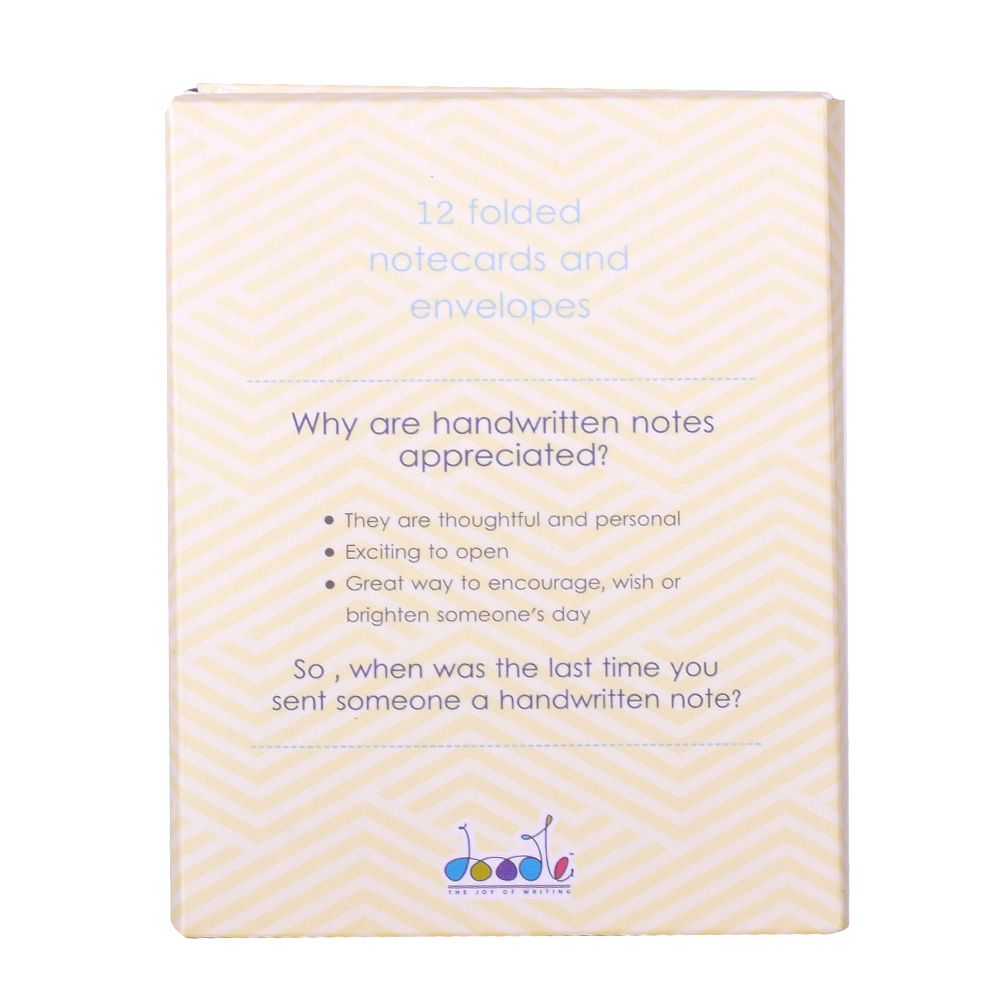 12 folded
notecards and
envelopes
Why are handwritten notes
appreciated?
• They are thoughtful and personal
• Exciting to open
• Great way to encourage, wish or
brighten someone's day
So , when was the last time you
sent someone a handwritten note?
doodle
THE JOY OF WRITING